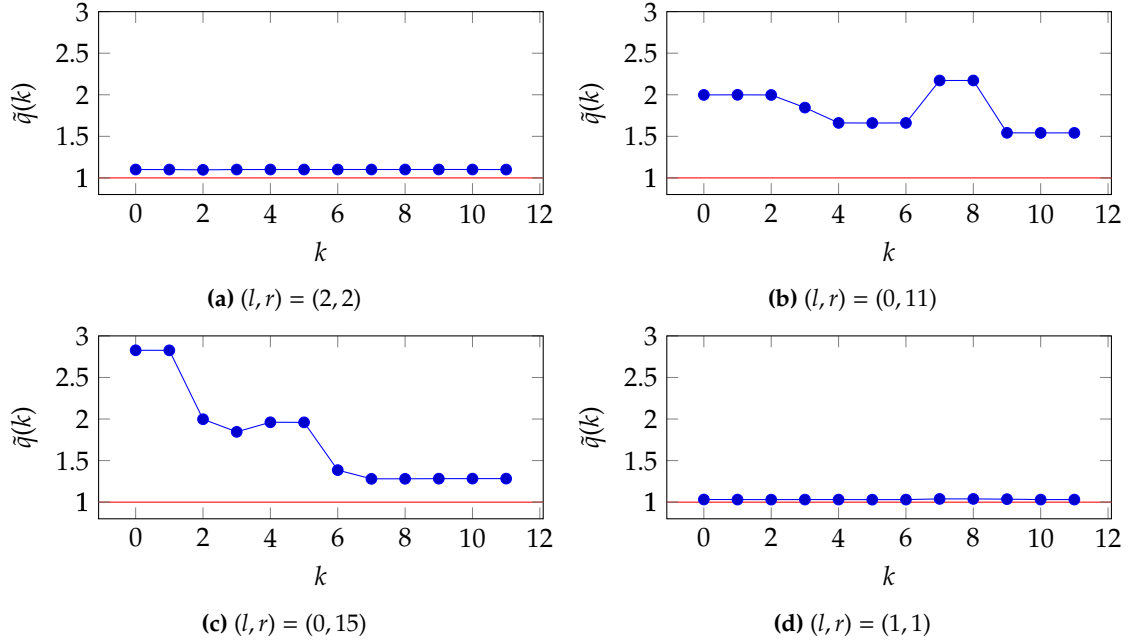 3
2.5
2
1.5
1
q̃(k)
0 2 4 6 8 10 12
k
(a) (l, r) = (2, 2)
3
2.5
2
1.5
1
q̃(k)
0 2 4 6 8 10 12
k
(b) (l, r) = (0, 11)
3
2.5
2
1.5
1
q̃(k)
0 2 4 6 8 10 12
k
(c) (l, r) = (0, 15)
3
2.5
2
1.5
1
q̃(k)
0 2 4 6 8 10 12
k
(d) (l, r) = (1, 1)